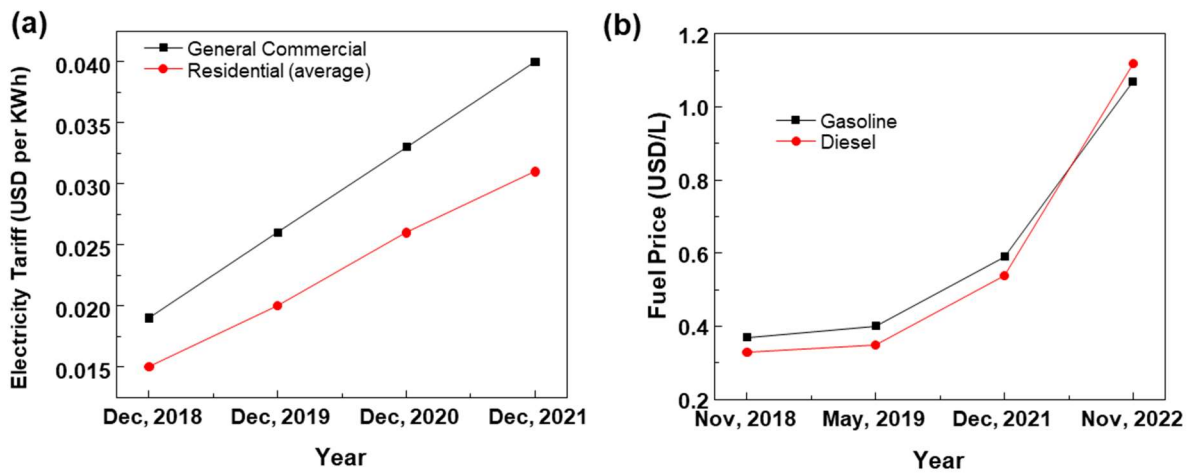 (a)
General Commercial
Residential (average)
Electricity Tariff (USD per KWh)
0.040
0.035
0.030
0.025
0.020
0.015
Dec, 2018 Dec, 2019 Dec, 2020 Dec, 2021
Year
(b)
Gasoline
Diesel
Fuel Price (USD/L)
1.2
1.0
0.8
0.6
0.4
0.2
Nov, 2018 May, 2019 Dec, 2021 Nov, 2022
Year